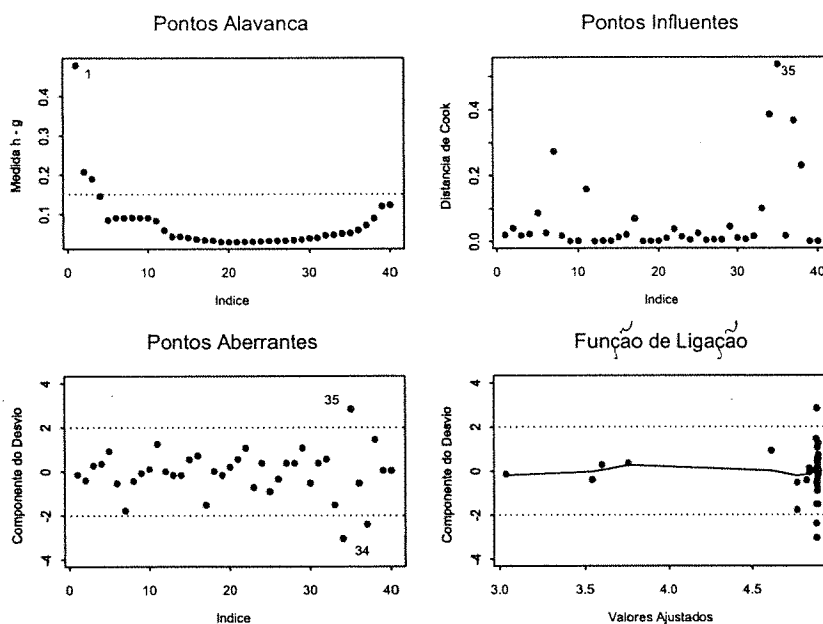 Pontos Alavanca
Medida h - g
0.1 0.2 0.3 0.4
1
0 10 20 30 40
Indice
Pontos Influentes
Distancia de Cook
0.0 0.2 0.4
35
0 10 20 30 40
Indice
Pontos Aberrantes
Componente do Desvio
-4 -2 0 2 4
35
34
0 10 20 30 40
Indice
Função de Ligação
Componente do Desvio
-4 -2 0 2 4
3.0 3.5 4.0 4.5
Valores Ajustados